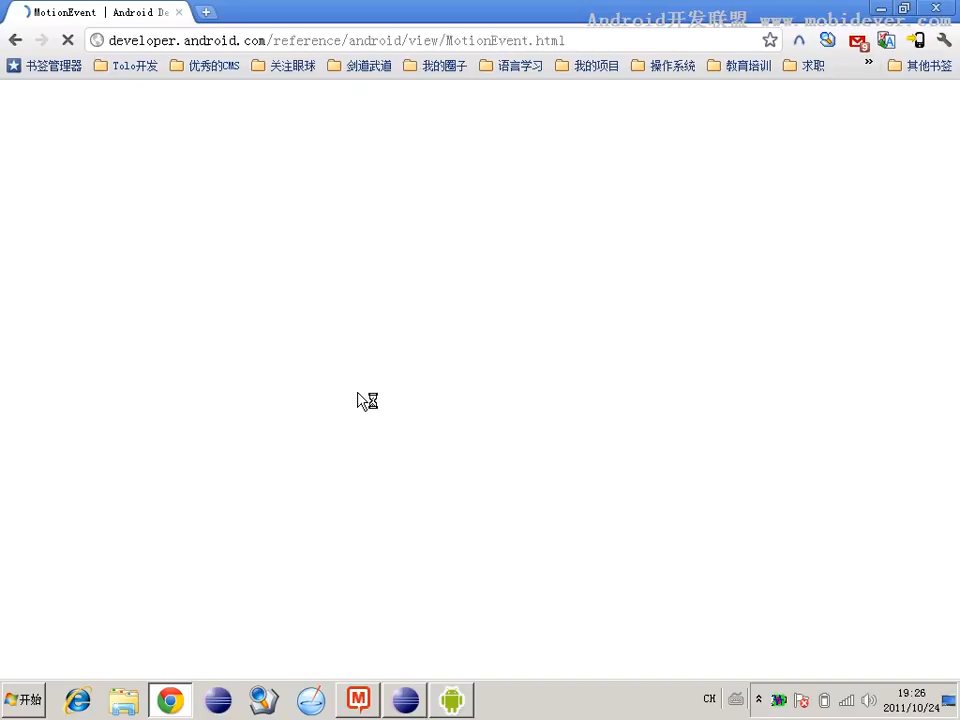 MotionEvent | Android De
Android开发联盟 www.mobidever.com
developer.android.com/reference/android/view/MotionEvent.html
书签管理器 Tolo开发 优秀的CMS 关注眼球 剑道武道 我的圈子 语言学习 我的项目 操作系统 教育培训 求职 » 其他书签
开始 CH 19:26
2011/10/24